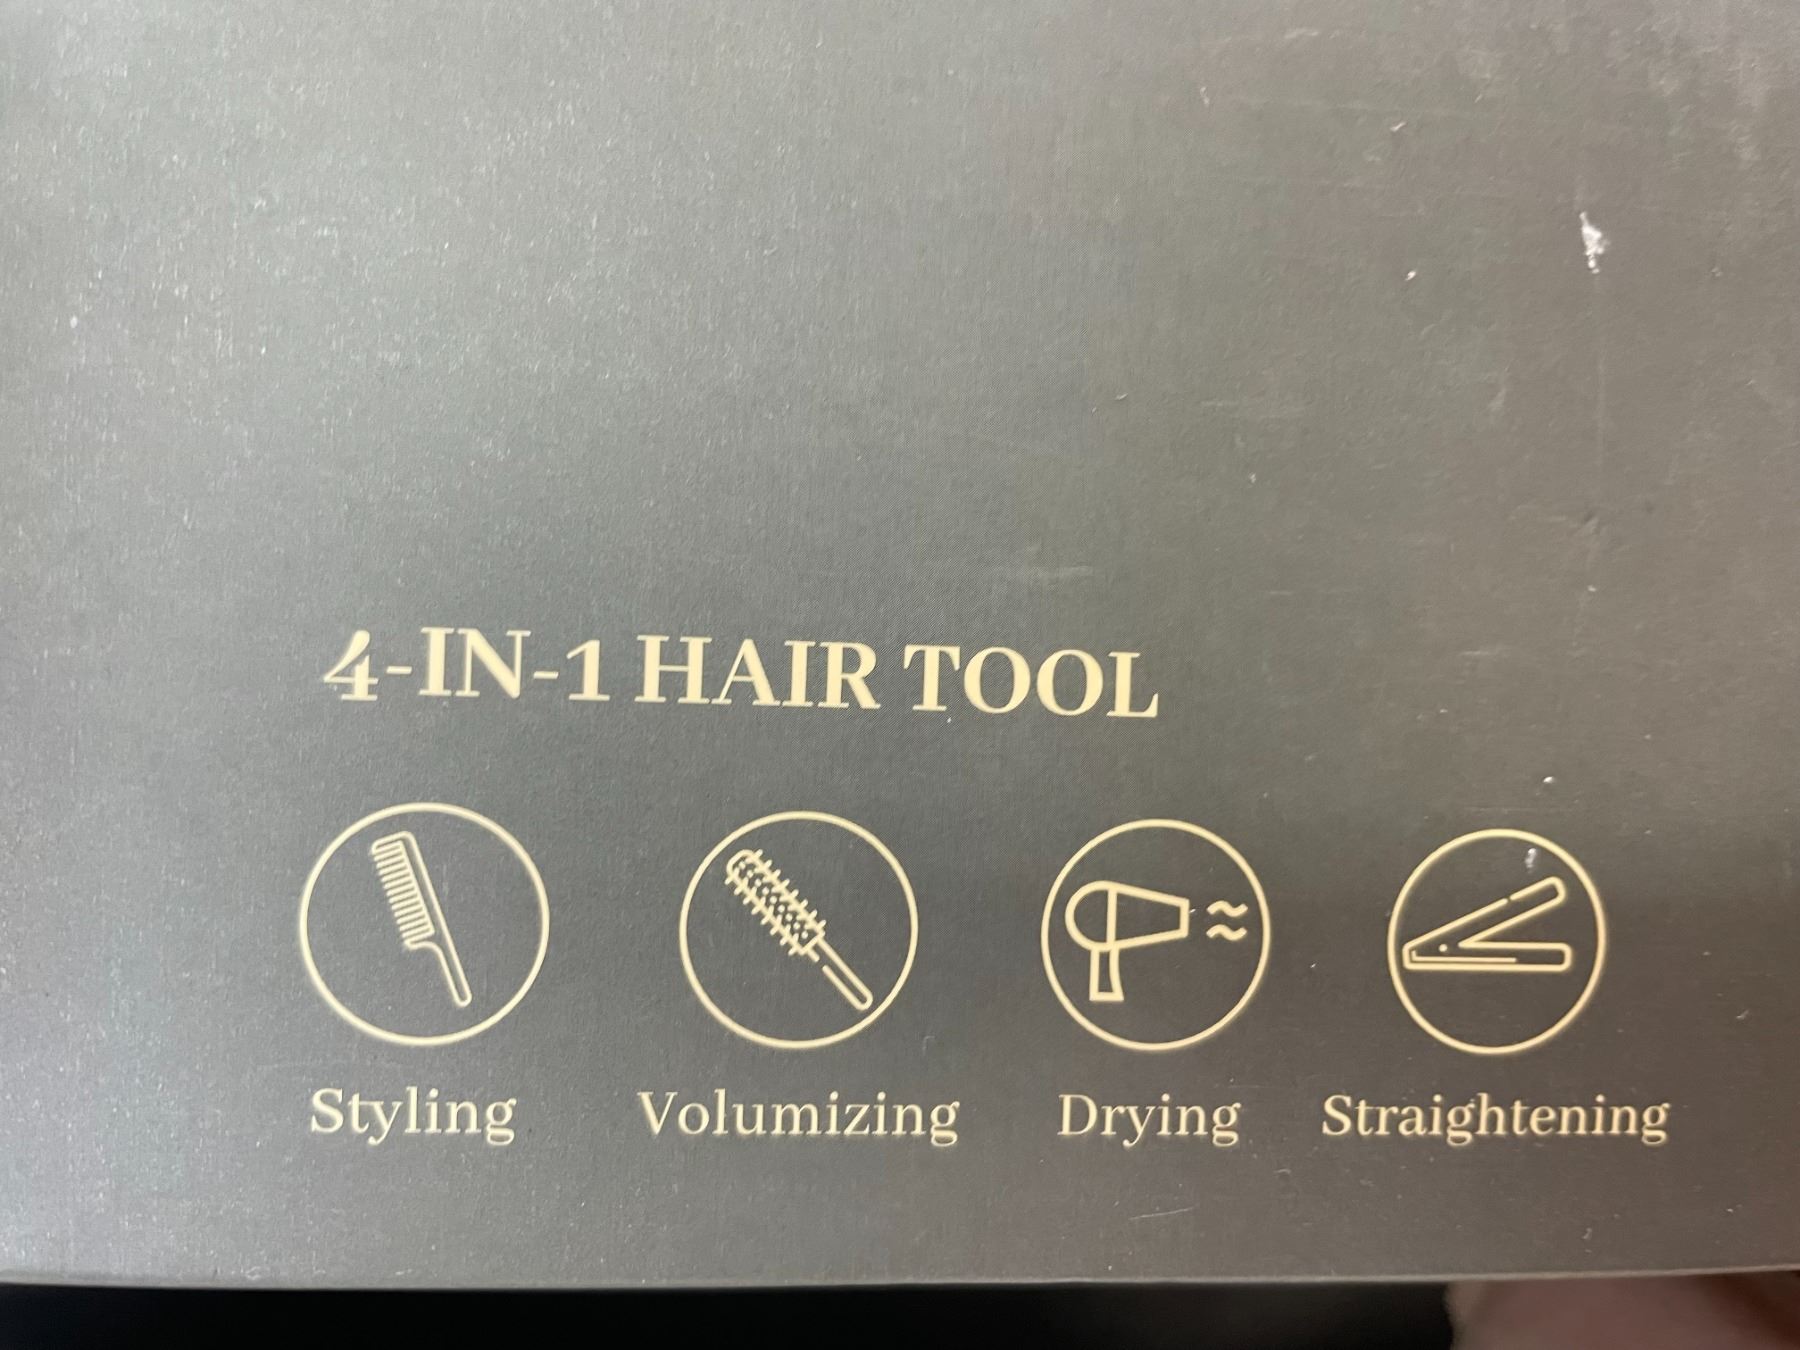 4-IN-1 HAIR TOOL
Styling Volumizing Drying Straightening